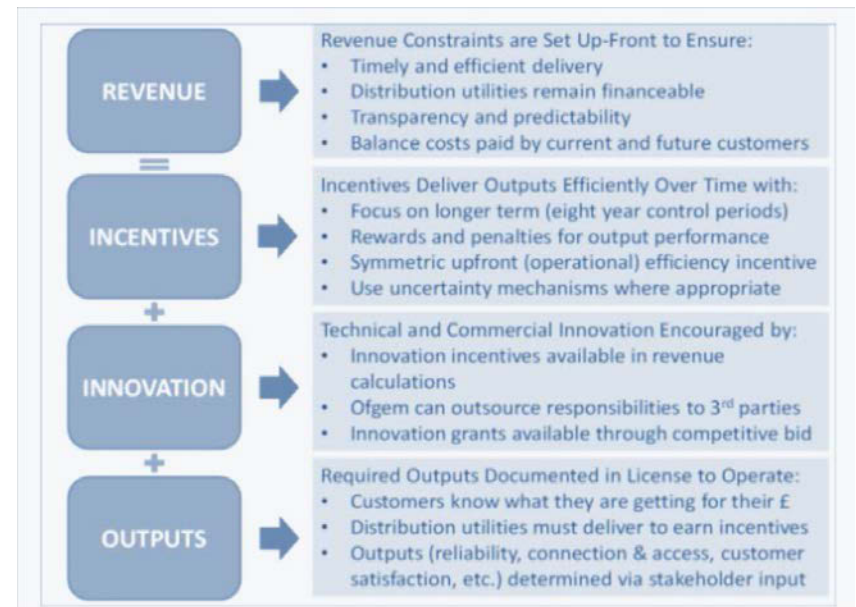 REVENUE
Revenue Constraints are Set Up-Front to Ensure:
• Timely and efficient delivery
• Distribution utilities remain financeable
• Transparency and predictability
• Balance costs paid by current and future customers
=
INCENTIVES
Incentives Deliver Outputs Efficiently Over Time with:
• Focus on longer term (eight year control periods)
• Rewards and penalties for output performance
• Symmetric upfront (operational) efficiency incentive
• Use uncertainty mechanisms where appropriate
+
INNOVATION
Technical and Commercial Innovation Encouraged by:
• Innovation incentives available in revenue
calculations
• Ofgem can outsource responsibilities to 3rd parties
• Innovation grants available through competitive bid
+
OUTPUTS
Required Outputs Documented in License to Operate:
• Customers know what they are getting for their £
• Distribution utilities must deliver to earn incentives
• Outputs (reliability, connection & access, customer
satisfaction, etc.) determined via stakeholder input